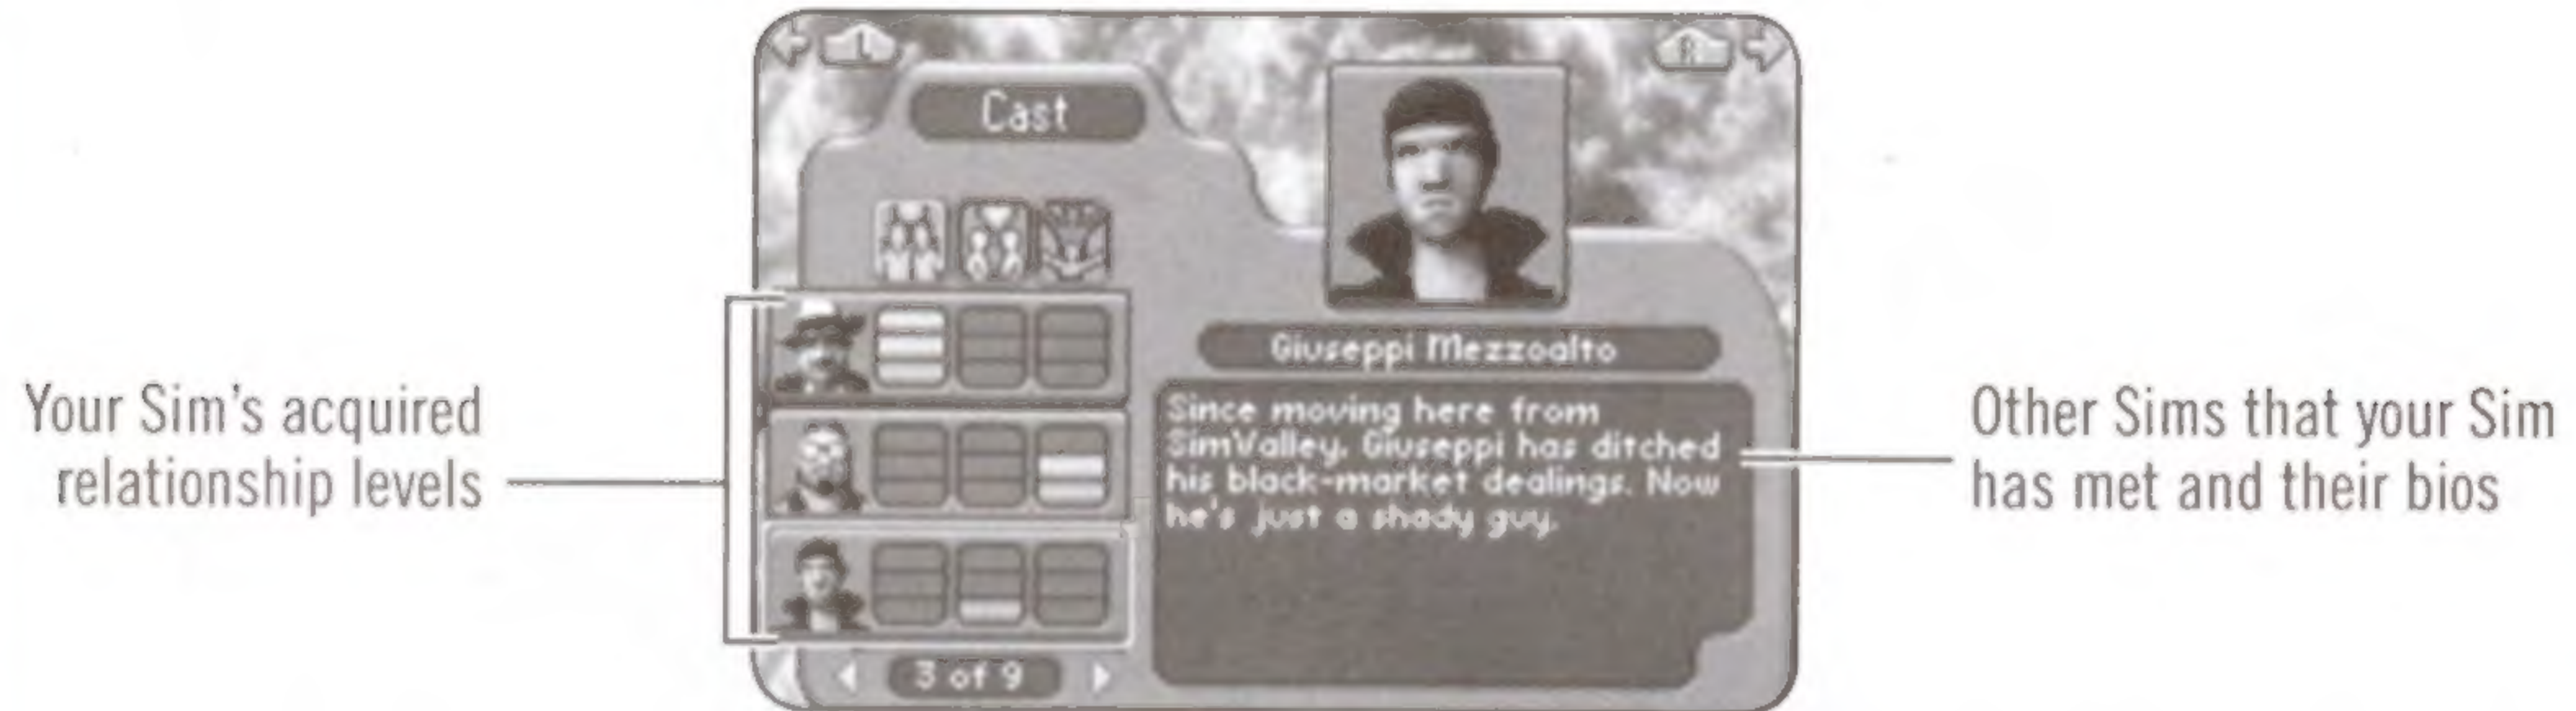 L
R
Cast
Giuseppi Mezzoalto
Since moving here from
SimValley, Giuseppi has ditched
his black-market dealings. Now
he's just a shady guy.
3 of 9
Your Sim's acquired
relationship levels
Other Sims that your Sim
has met and their bios